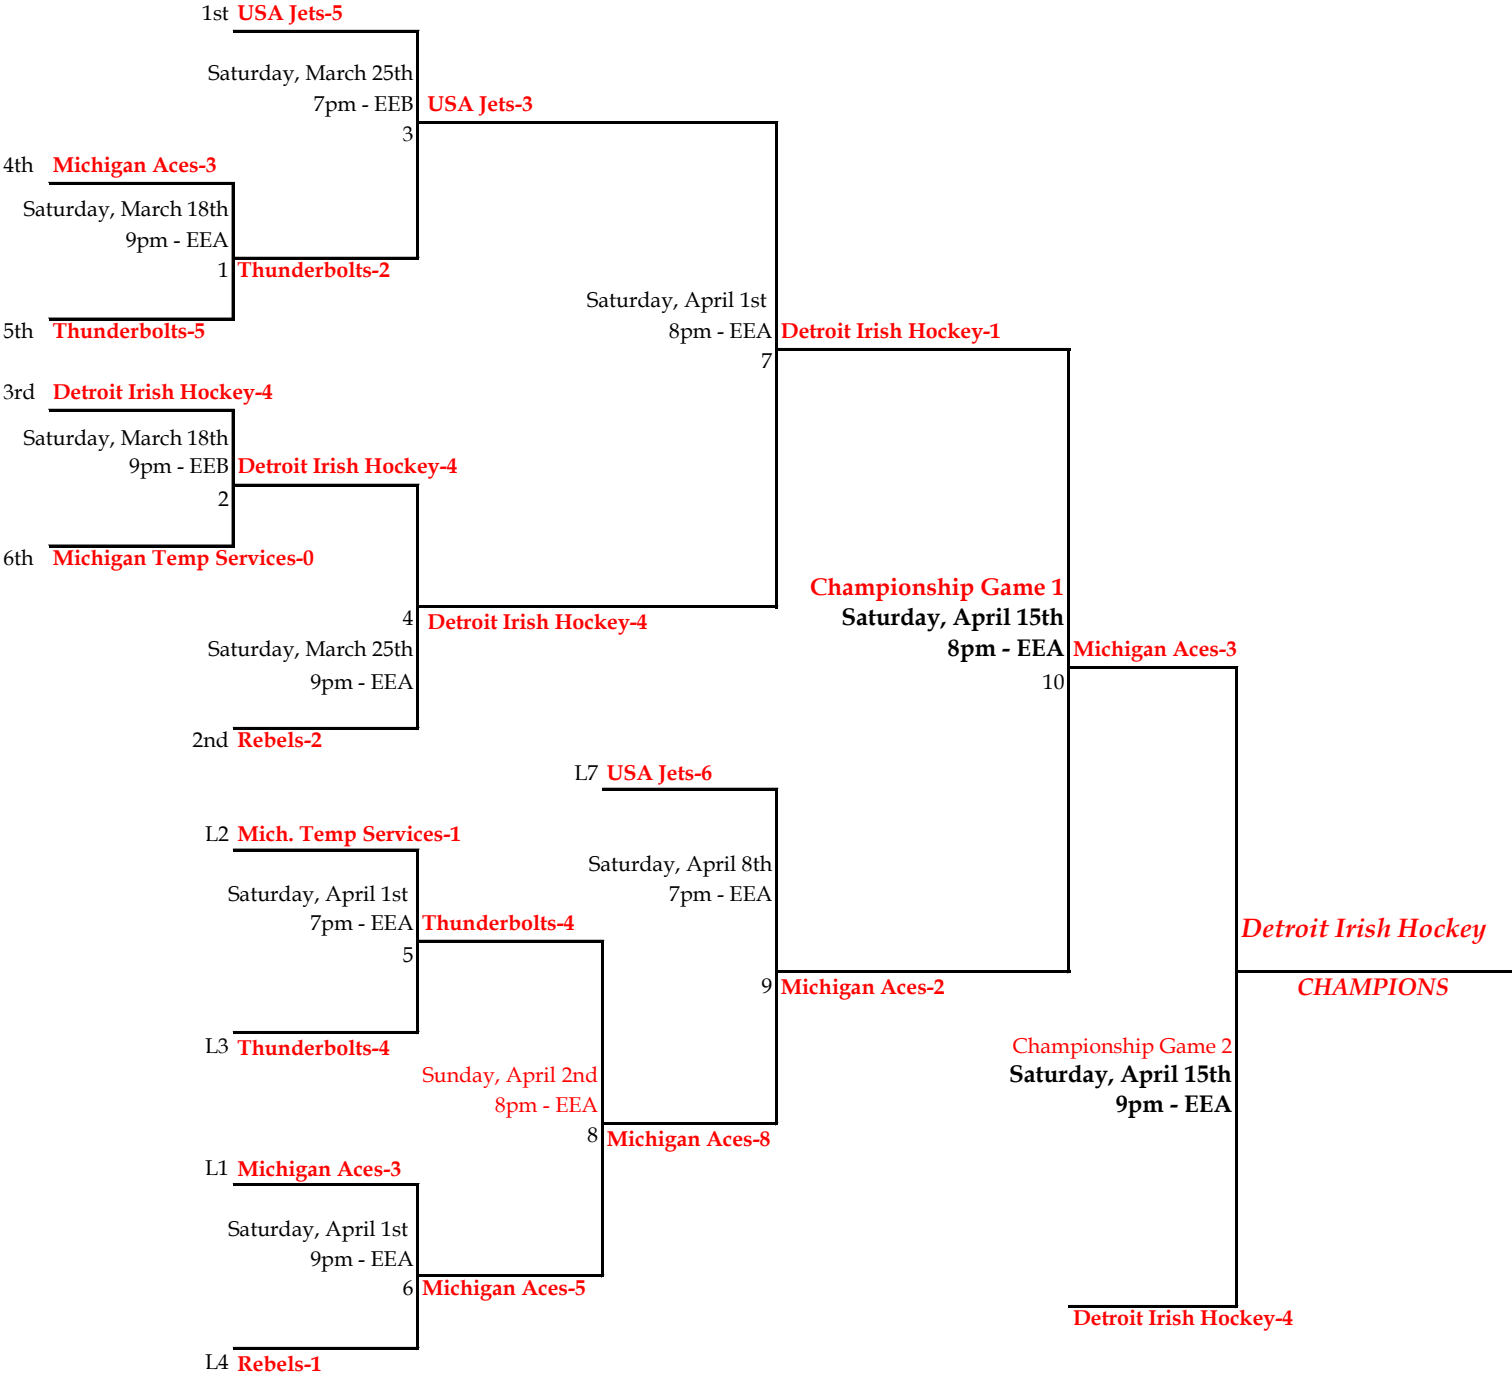 1st USA Jets-5
Saturday, March 25th
7pm - EEB
USA Jets-3
3
4th Michigan Aces-3
Saturday, March 18th
9pm - EEA
1
Thunderbolts-2
5th Thunderbolts-5
Saturday, April 1st
8pm - EEA
Detroit Irish Hockey-1
7
3rd Detroit Irish Hockey-4
Saturday, March 18th
9pm - EEB
Detroit Irish Hockey-4
2
6th Michigan Temp Services-0
4
Detroit Irish Hockey-4
Saturday, March 25th
9pm - EEA
2nd Rebels-2
Championship Game 1
Saturday, April 15th
8pm - EEA
Michigan Aces-3
10
L7 USA Jets-6
L2 Mich. Temp Services-1
Saturday, April 8th
7pm - EEA
Saturday, April 1st
7pm - EEA
Thunderbolts-4
5
Detroit Irish Hockey
CHAMPIONS
9
Michigan Aces-2
L3 Thunderbolts-4
Championship Game 2
Saturday, April 15th
9pm - EEA
Sunday, April 2nd
8pm - EEA
8
Michigan Aces-8
L1 Michigan Aces-3
Saturday, April 1st
9pm - EEA
6
Michigan Aces-5
Detroit Irish Hockey-4
L4 Rebels-1